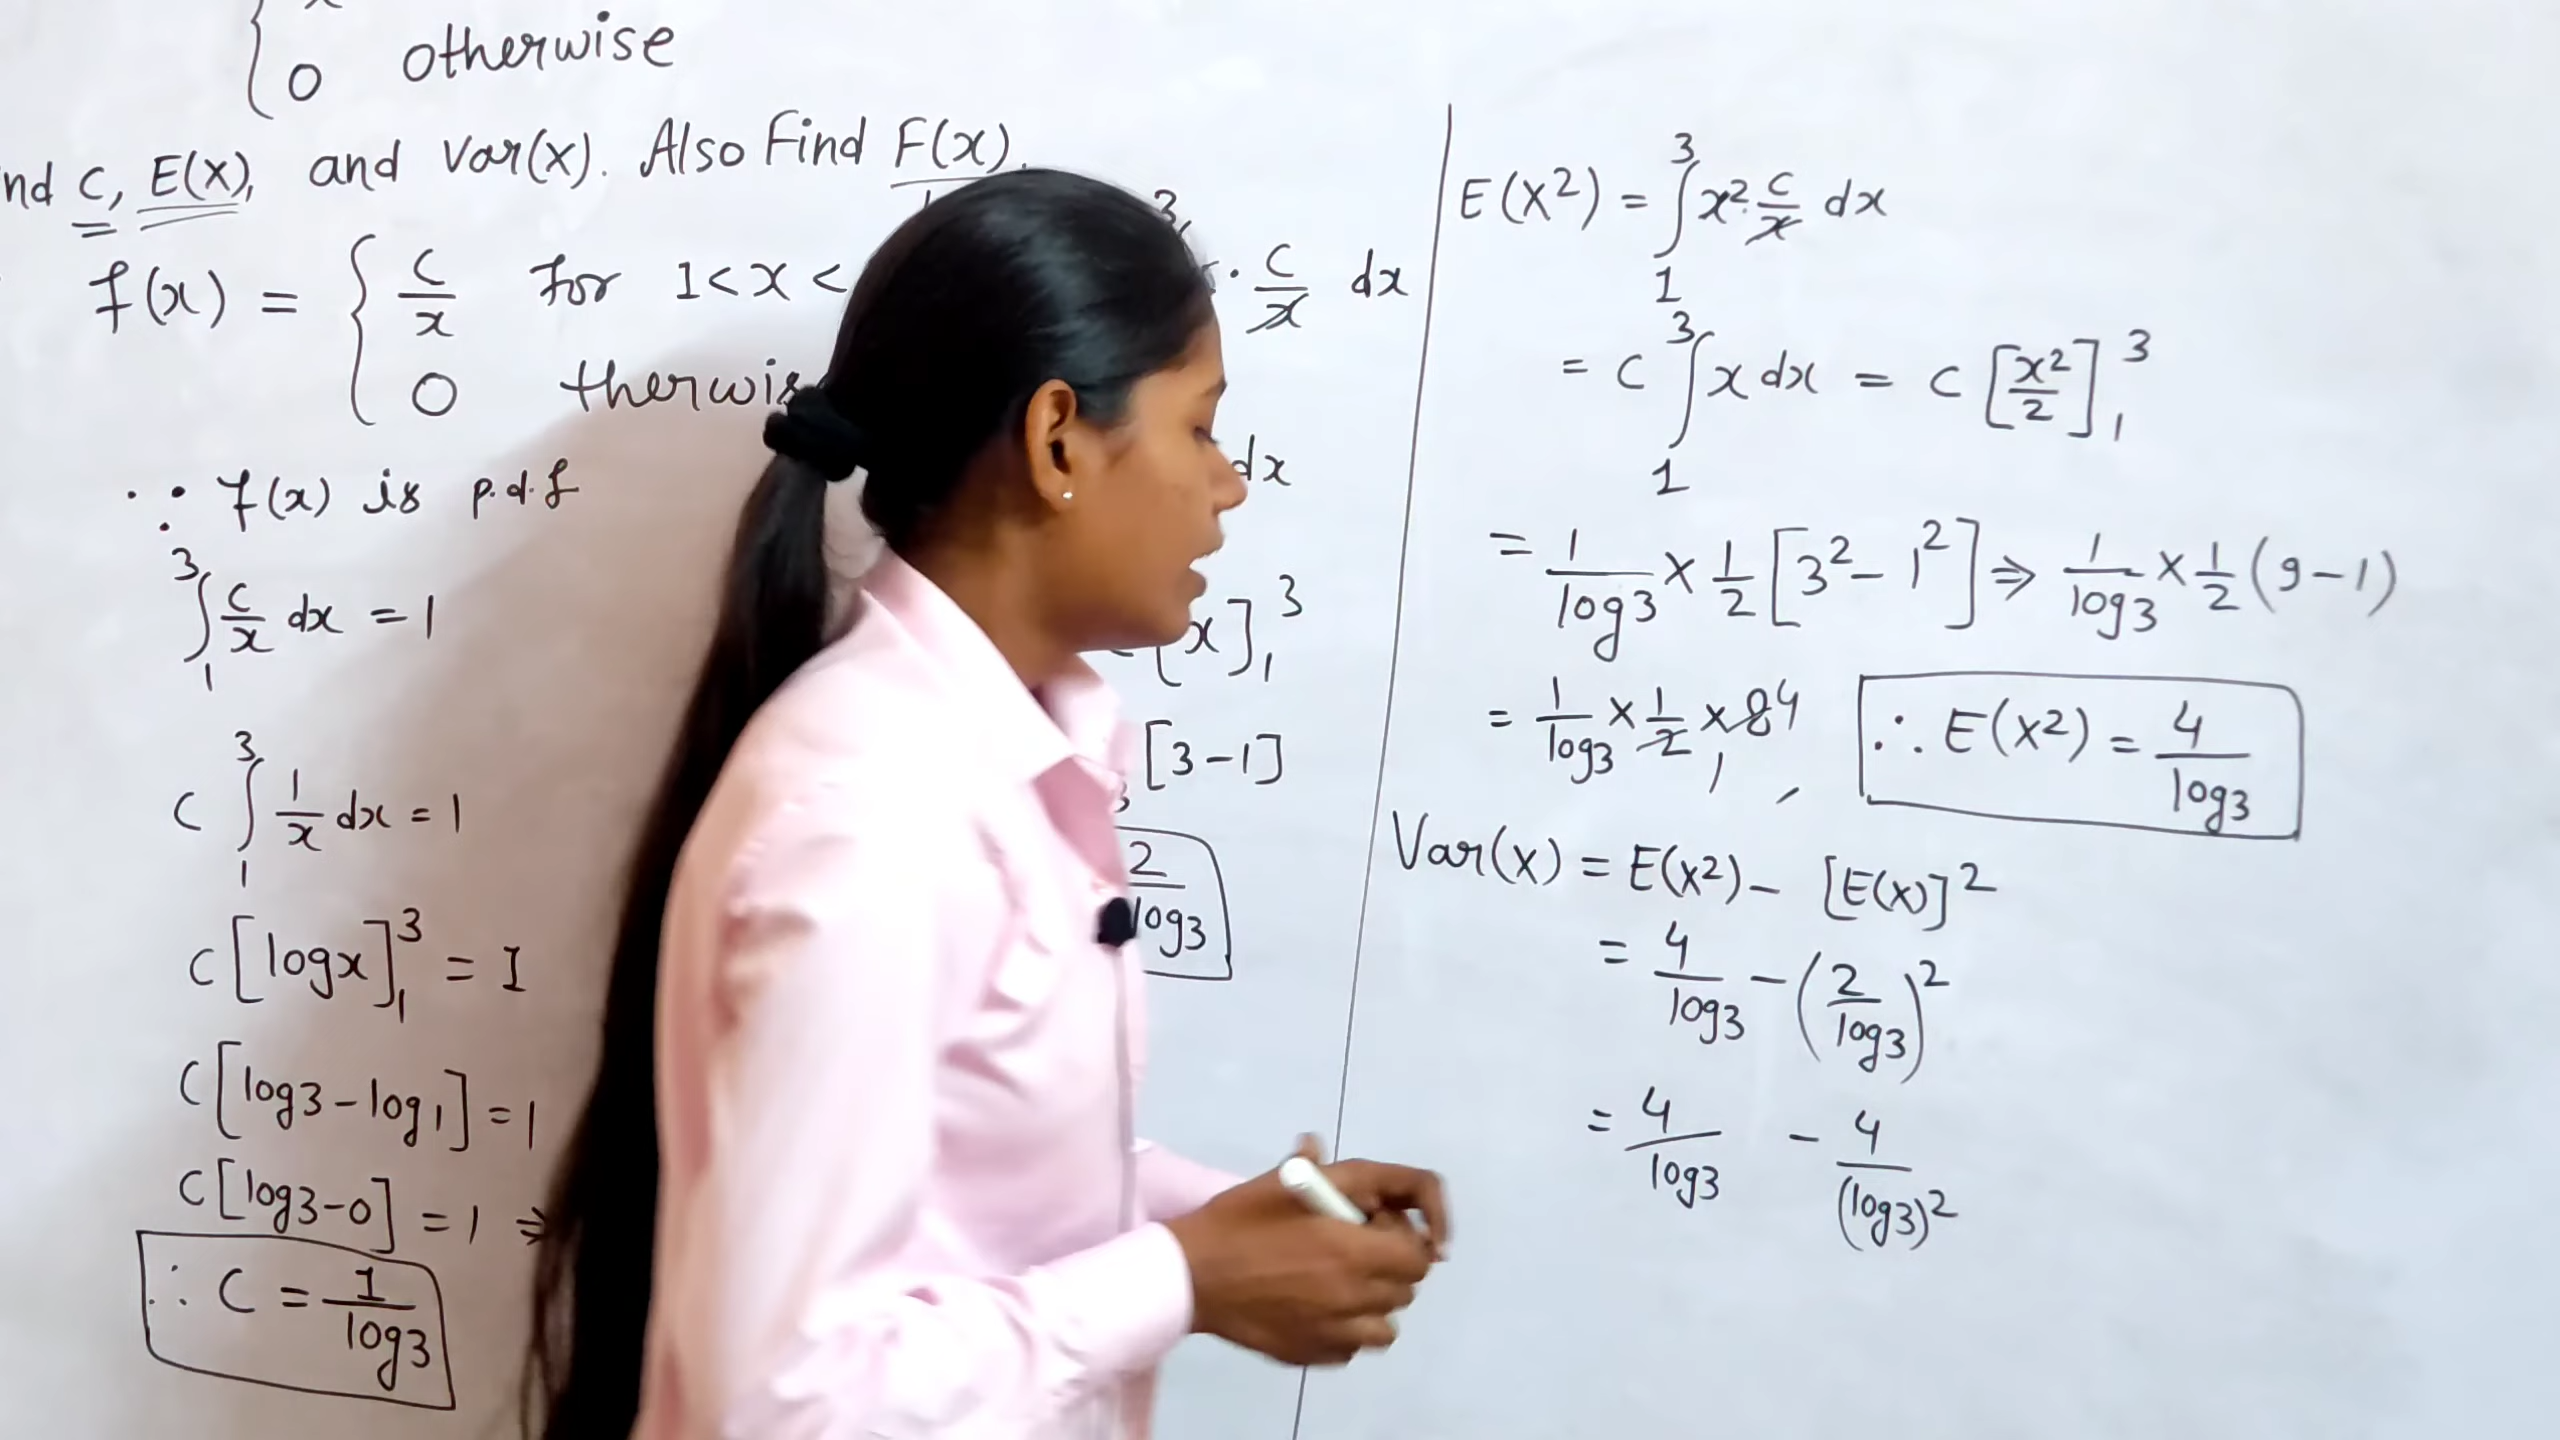 0 otherwise
nd C, E(X), and Var(x). Also Find F(x).
f(x) = { C/x for 1 < x <
0 therwis
∵ f(x) is p.d.f
∫₁³ C/x dx = 1
C ∫₁³ 1/x dx = 1
C [logx]₁³ = 1
C [log3 - log1] = 1
C [log3 - 0] = 1 ⇒
∴ C = 1/log3
3
· C/x dx
dx
[x]₁³
[3-1]
2/log3
E(X²) = ∫₁³ x² · C/x dx
= C ∫₁³ x dx = C [x²/2]₁³
= 1/log3 × 1/2 [3² - 1²] ⇒ 1/log3 × 1/2 (9-1)
= 1/log3 × 1/2 × 8 4
1
∴ E(X²) = 4/log3
Var(X) = E(X²) - [E(X)]²
= 4/log3 - (2/log3)²
= 4/log3 - 4/(log3)²